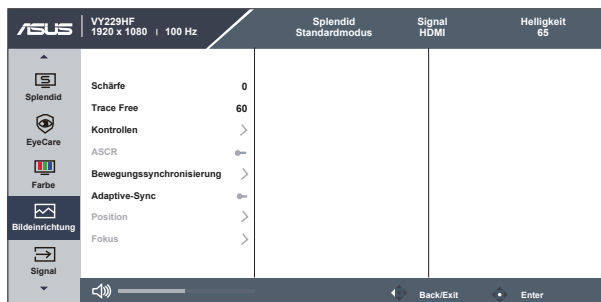 ASUS
VY229HF
1920 x 1080 | 100 Hz
Splendid
Standardmodus
Signal
HDMI
Helligkeit
65
Splendid
EyeCare
Farbe
Bildeinrichtung
Signal
Schärfe 0
Trace Free 60
Kontrollen
ASCR
Bewegungssynchronisierung
Adaptive-Sync
Position
Fokus
Back/Exit
Enter